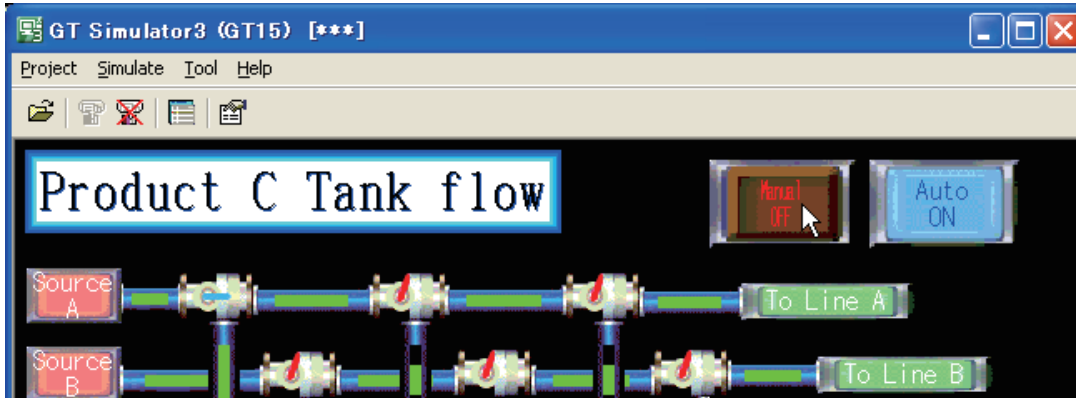 GT Simulator3 (GT15) [***]
Project Simulate Tool Help
Product C Tank flow
Manual
OFF
Auto
ON
Source
A
To Line A
Source
B
To Line B